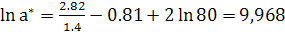 ln a* = 2.82/1.4 − 0.81 + 2 ln 80 = 9,968